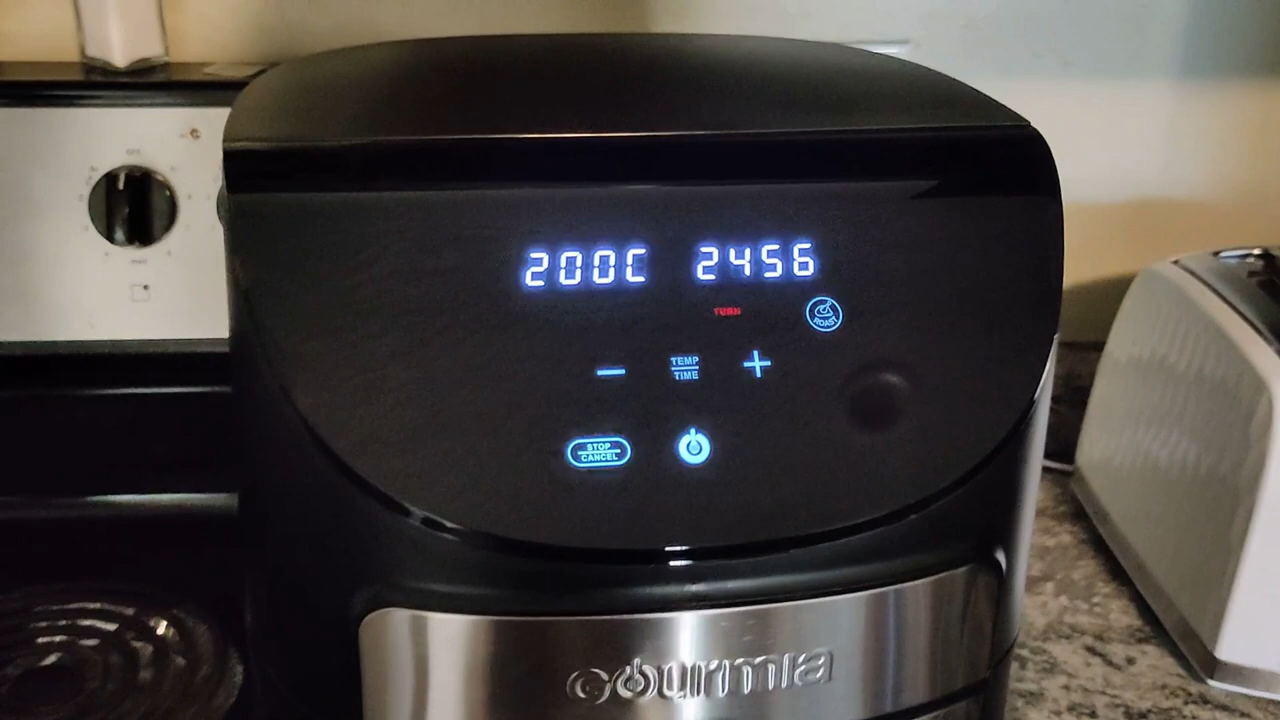 200C 2456
TURN
ROAST
− TEMP +
TIME
STOP
CANCEL
gourmia